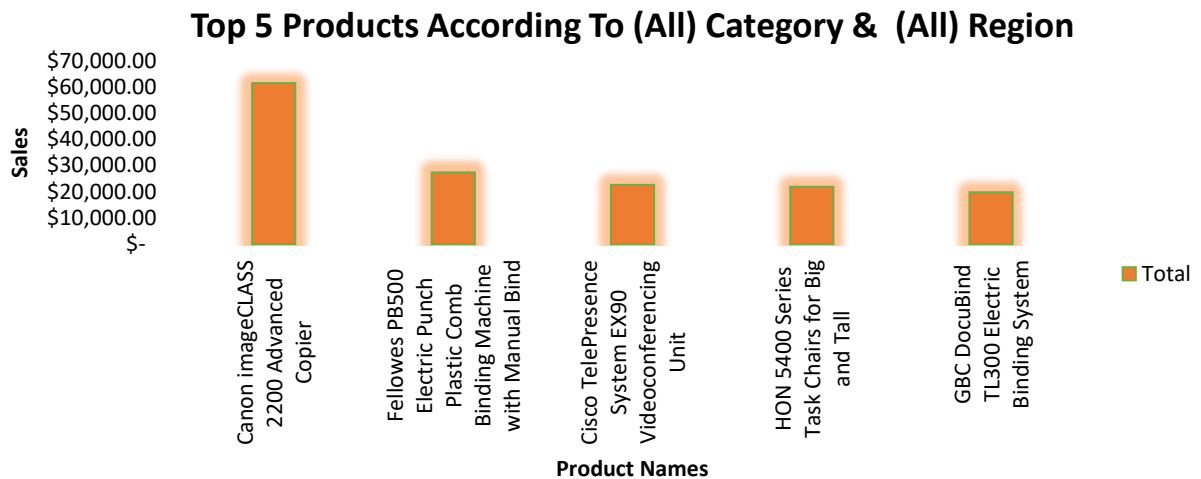 Top 5 Products According To (All) Category &  (All) Region
$70,000.00
$60,000.00
$50,000.00
$40,000.00
$30,000.00
$20,000.00
$10,000.00
$-
Sales
Canon imageCLASS
2200 Advanced
Copier
Fellowes PB500
Electric Punch
Plastic Comb
Binding Machine
with Manual Bind
Cisco TelePresence
System EX90
Videoconferencing
Unit
HON 5400 Series
Task Chairs for Big
and Tall
GBC DocuBind
TL300 Electric
Binding System
Product Names
Total